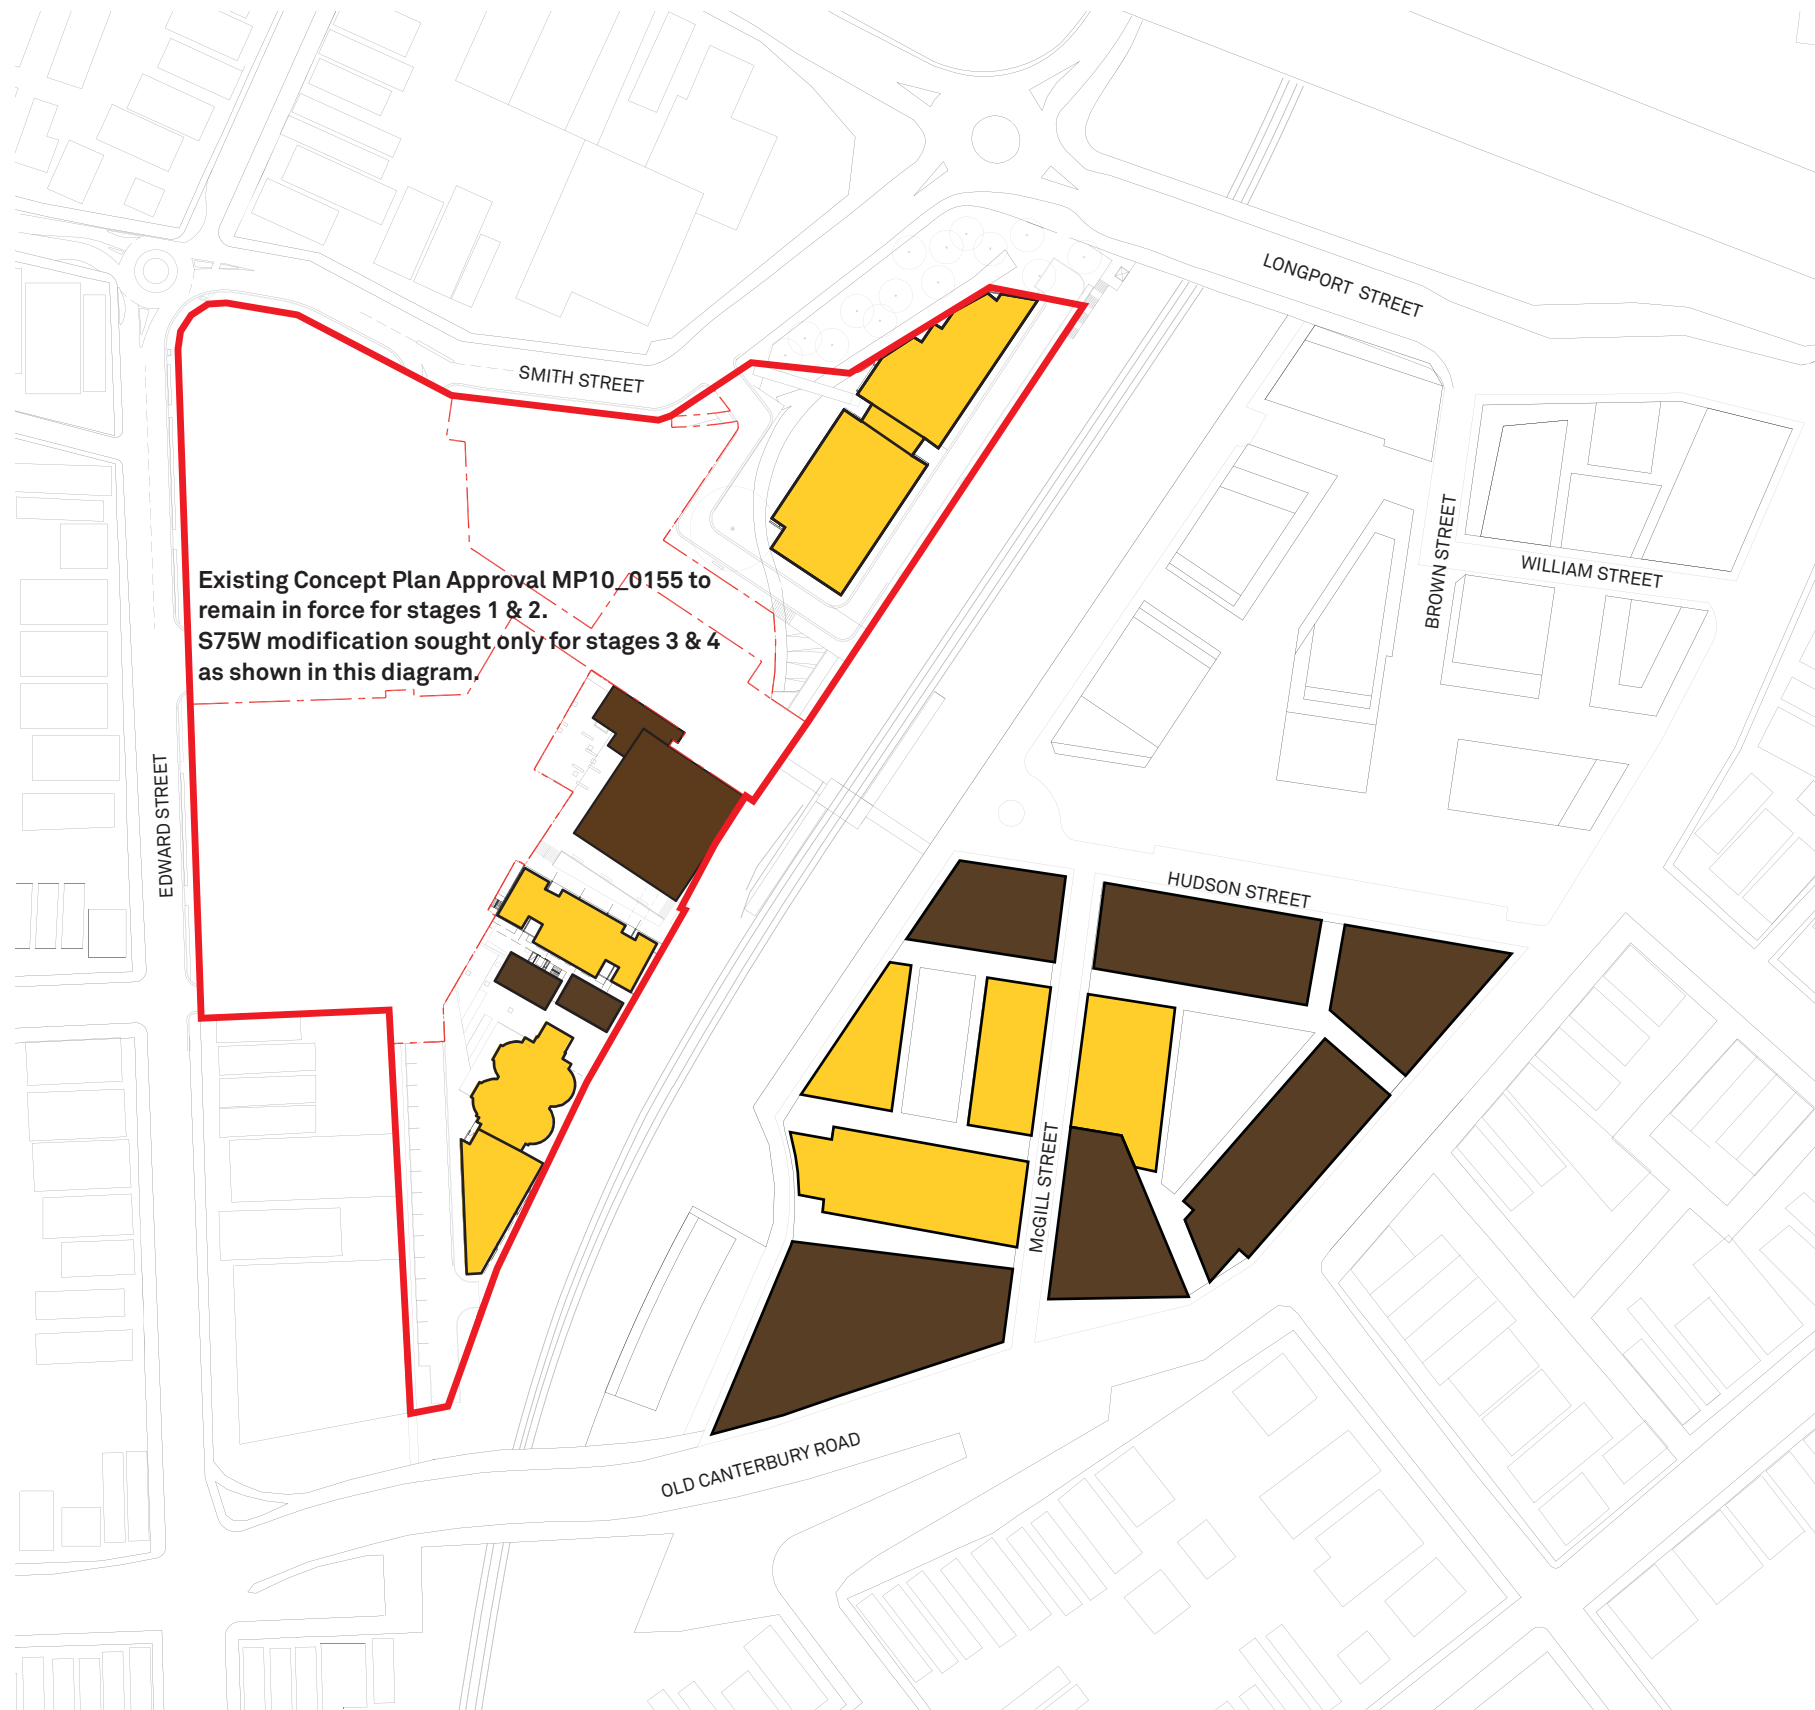 LONGPORT STREET
SMITH STREET
BROWN STREET
WILLIAM STREET
Existing Concept Plan Approval MP10_0155 to
remain in force for stages 1 & 2.
S75W modification sought only for stages 3 & 4
as shown in this diagram.
EDWARD STREET
HUDSON STREET
McGILL STREET
OLD CANTERBURY ROAD